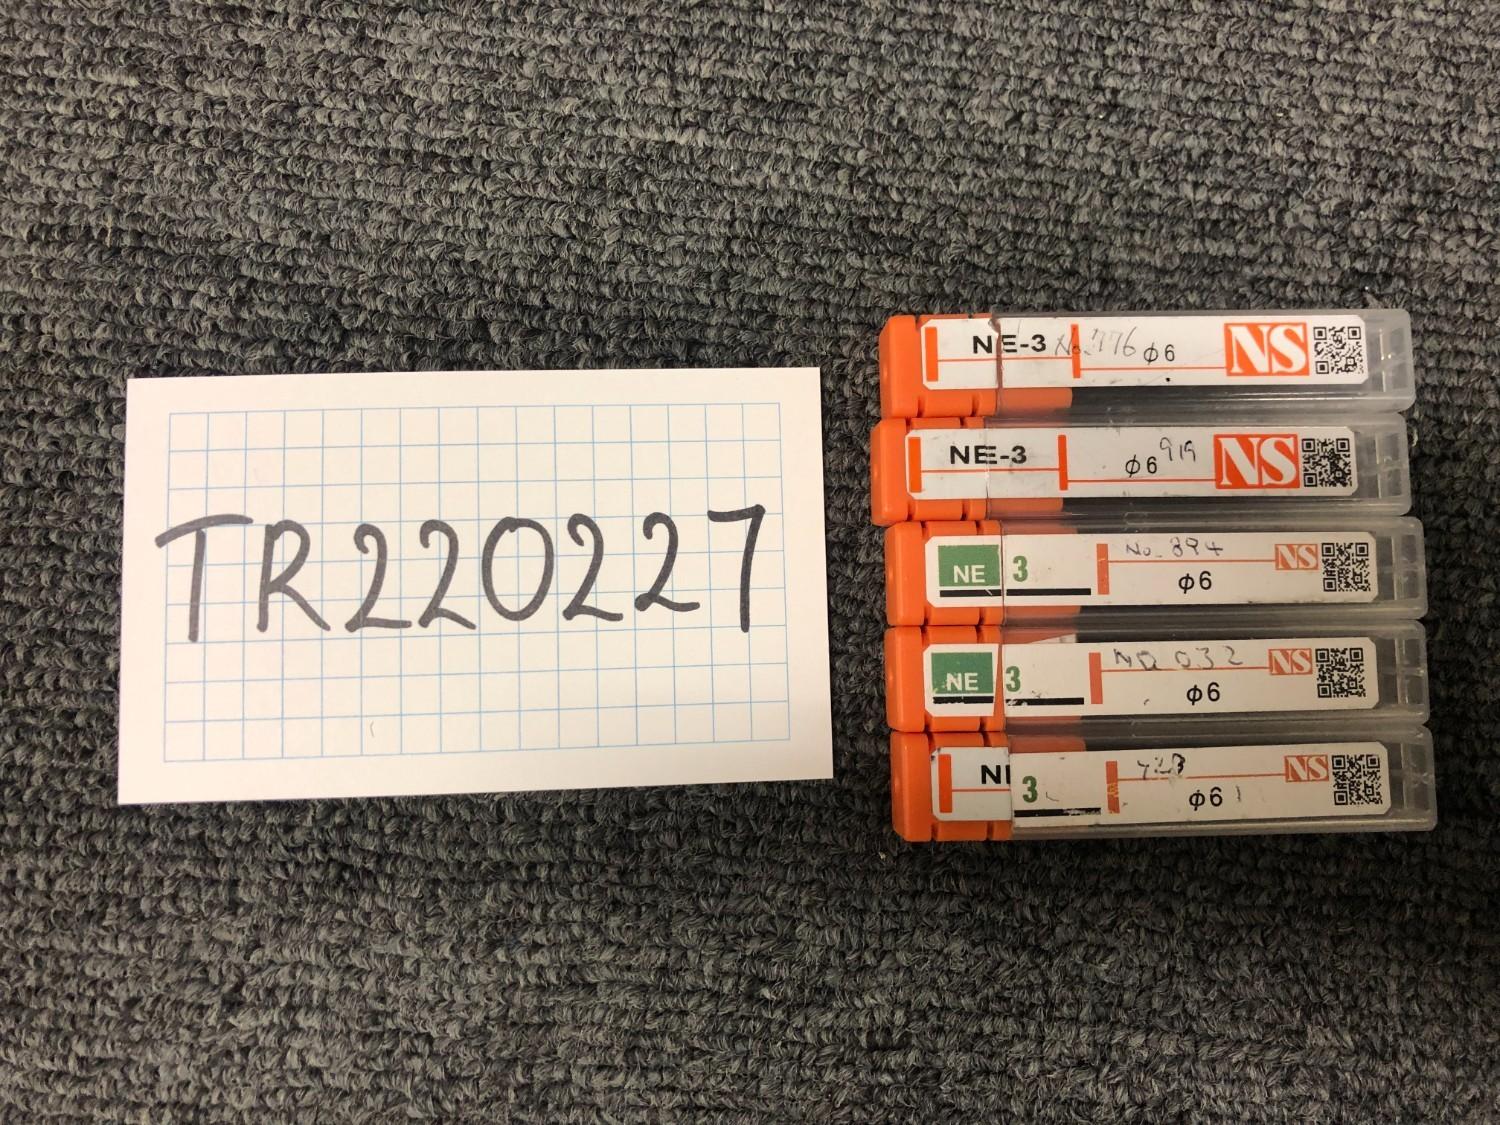 TR220227
NE-3 No.776 φ6 NS
NE-3 φ6 919 NS
NE 3 No.894 φ6 NS
NE 3 NO 032 φ6 NS
3 φ6 NS